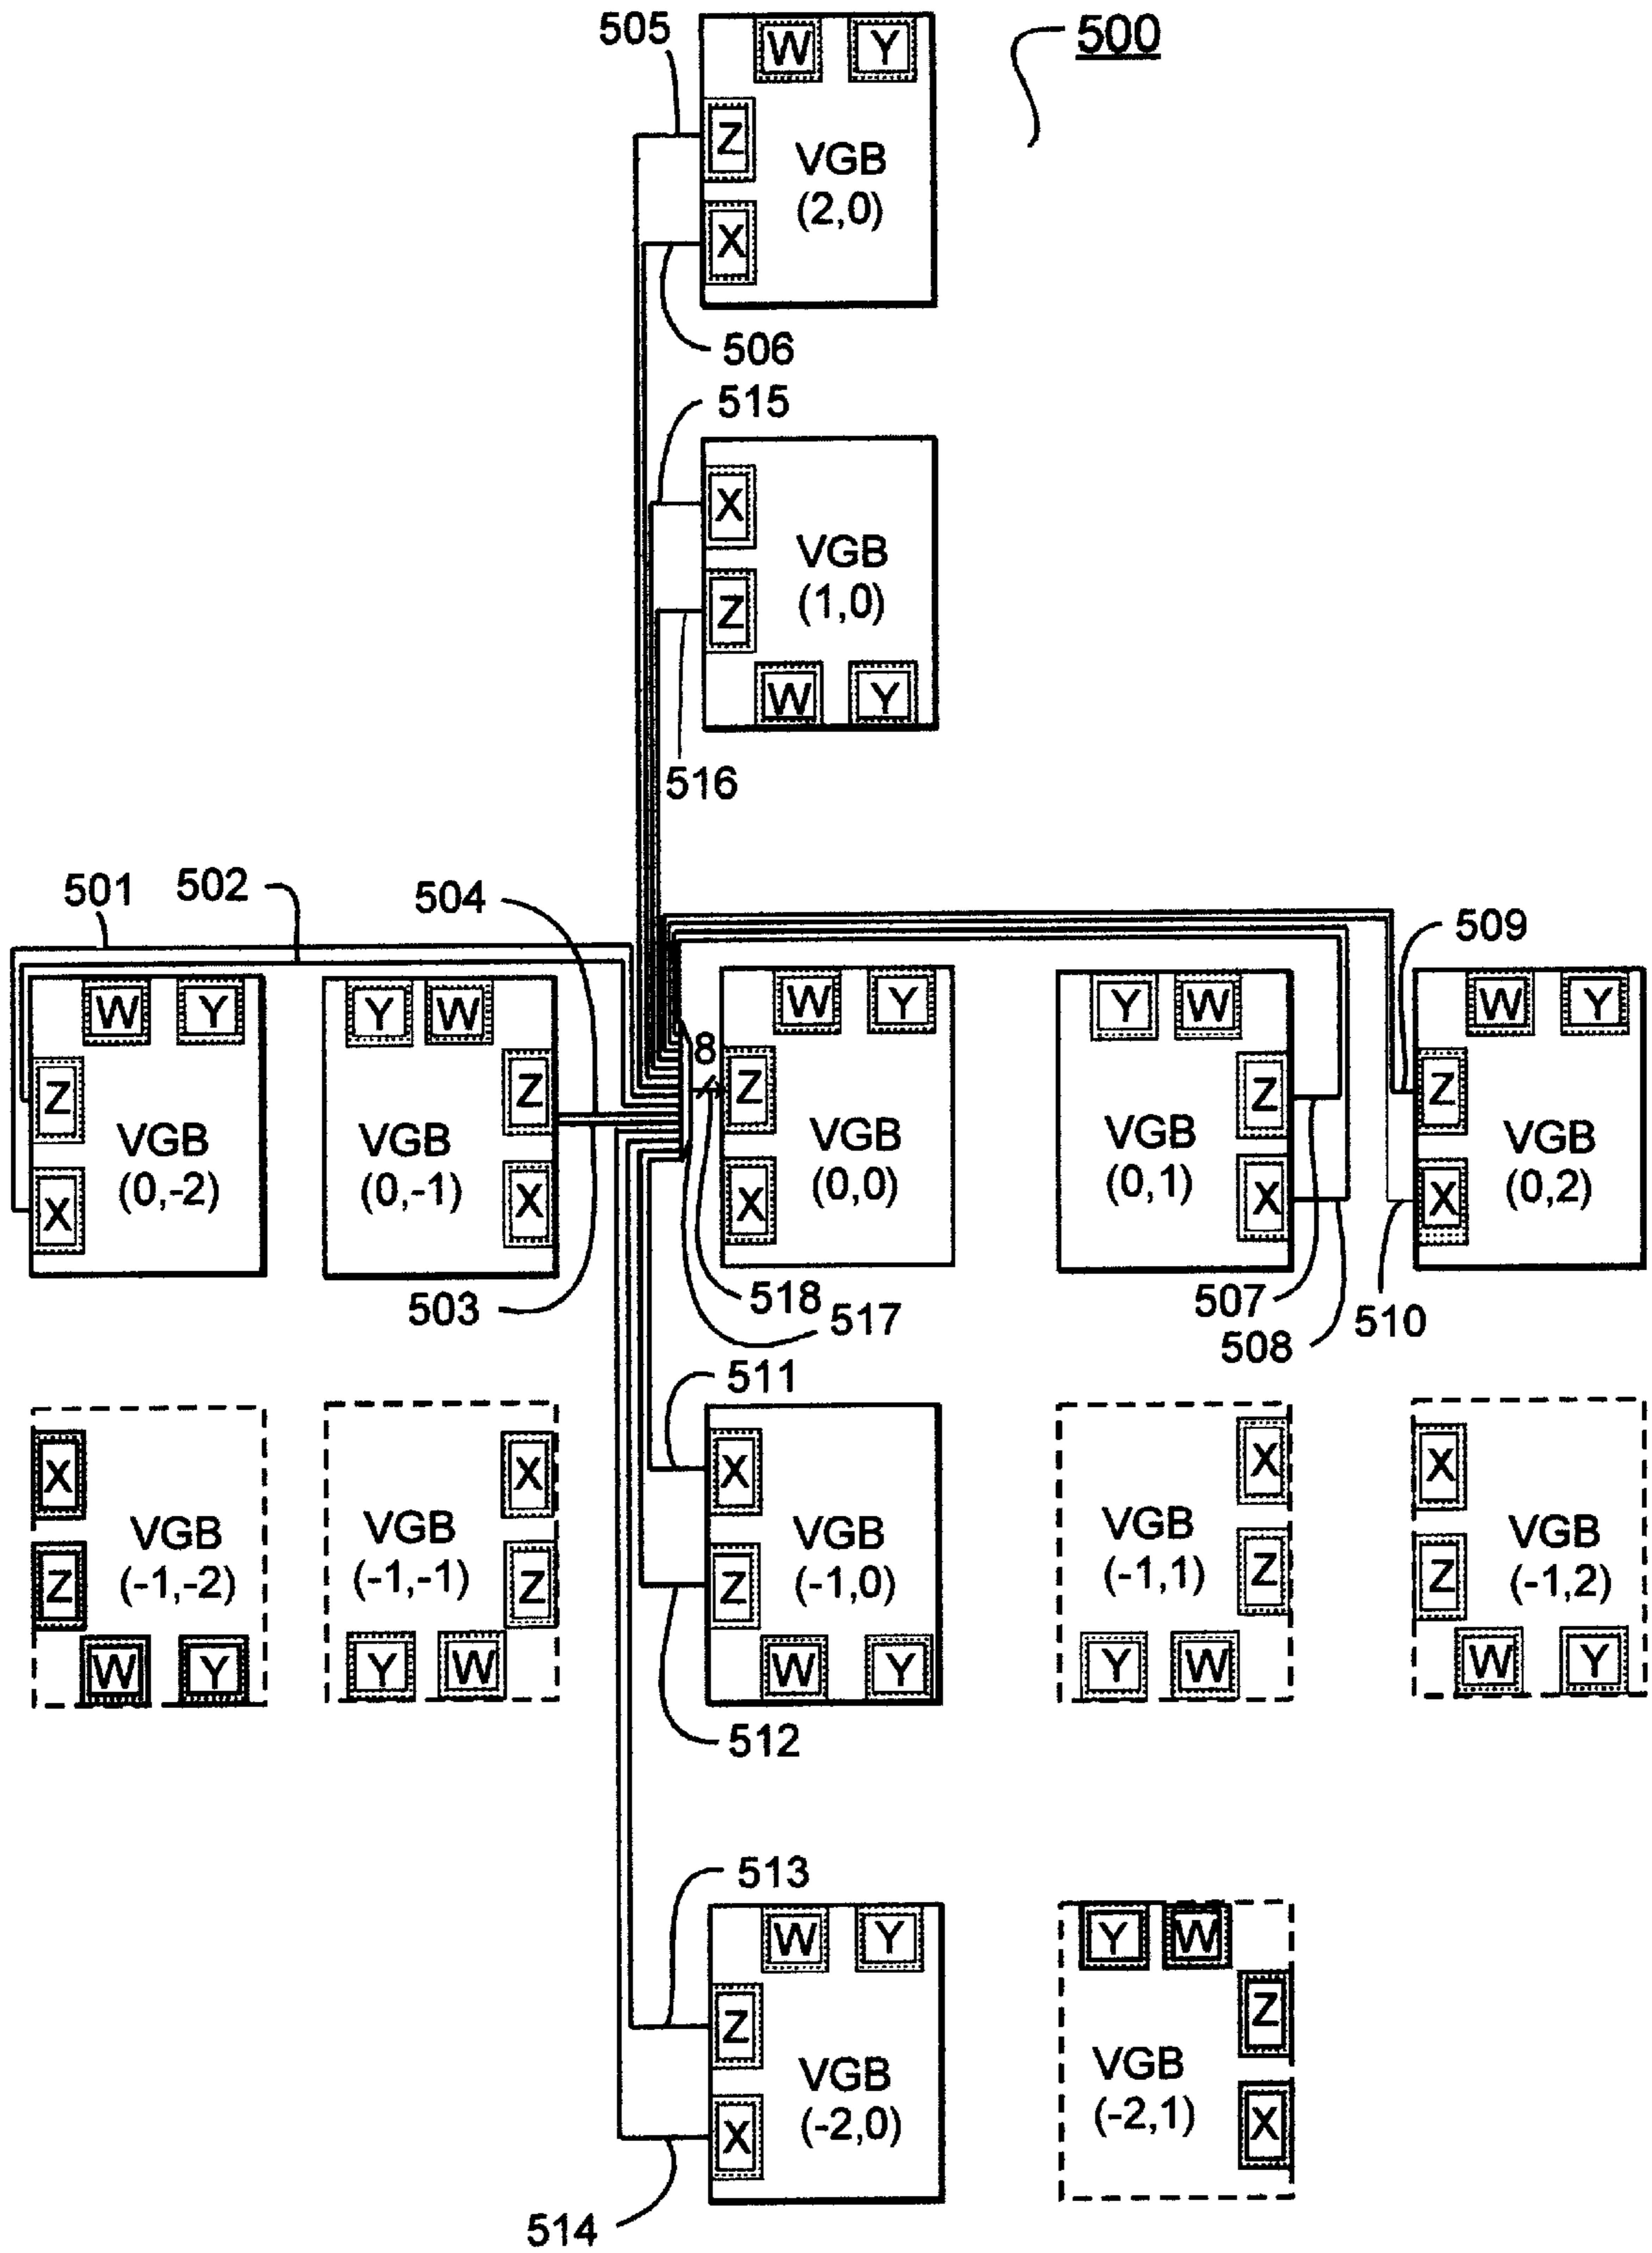 500
505
W Y
Z
VGB
(2,0)
X
506
515
X
VGB
(1,0)
Z
W Y
516
501
502
504
509
W Y
Z
VGB
(0,-2)
X
Y W
Z
VGB
(0,-1)
X
8
W Y
Z
VGB
(0,0)
X
Y W
Z
VGB
(0,1)
X
W Y
Z
VGB
(0,2)
X
503
518
517
507
508
510
511
X
VGB
(-1,-2)
Z
W Y
X
VGB
(-1,-1)
Z
Y W
X
VGB
(-1,0)
Z
W Y
X
VGB
(-1,1)
Z
Y W
X
VGB
(-1,2)
Z
W Y
512
513
W Y
Z
VGB
(-2,0)
X
Y W
Z
VGB
(-2,1)
X
514